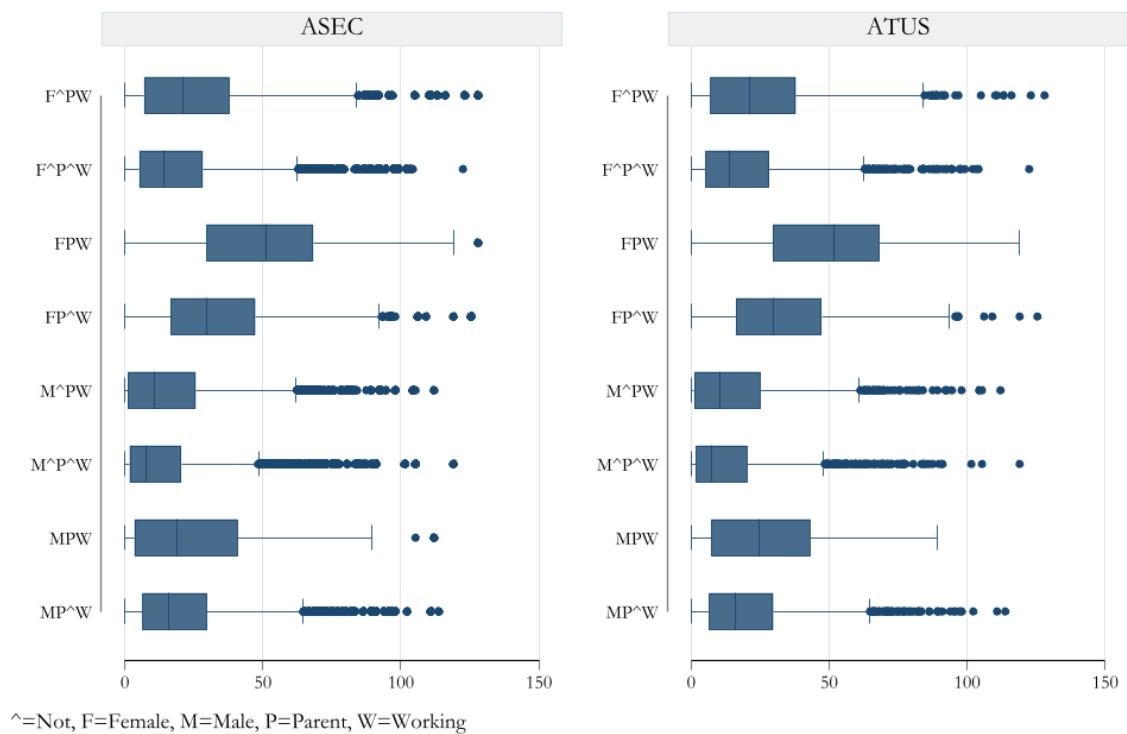 ASEC
F^PW
F^P^W
FPW
FP^W
M^PW
M^P^W
MPW
MP^W
0 50 100 150
ATUS
F^PW
F^P^W
FPW
FP^W
M^PW
M^P^W
MPW
MP^W
0 50 100 150
^=Not, F=Female, M=Male, P=Parent, W=Working